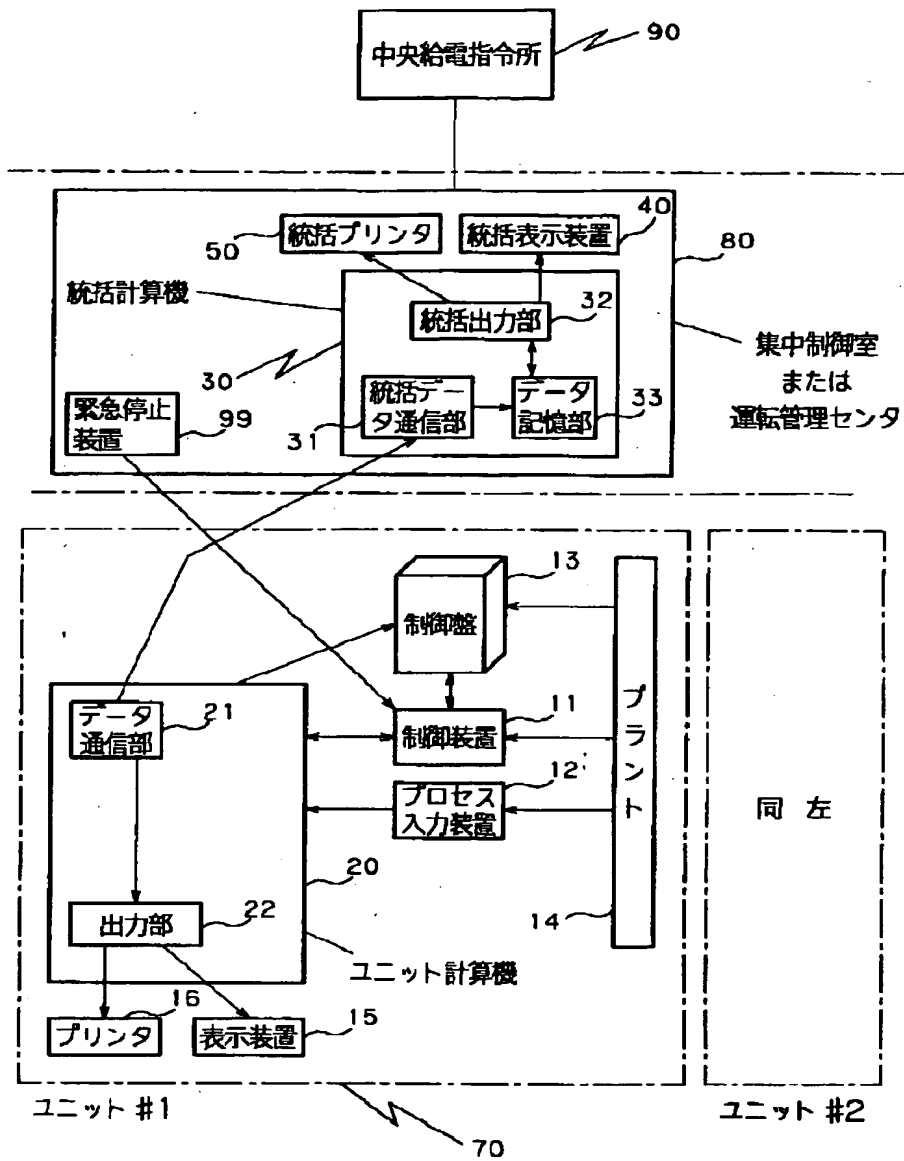 中央給電指令所
90
統括プリンタ
50
統括表示装置
40
80
統括計算機
30
統括出力部
32
統括デー
タ通信部
31
データ
記憶部
33
集中制御室
または
運転管理センタ
緊急停止
装置
99
制御盤
13
データ
通信部
21
制御装置
11
プロセス
入力装置
12
プラント
14
同 左
20
出力部
22
ユニット計算機
プリンタ
16
表示装置
15
ユニット #1
70
ユニット #2